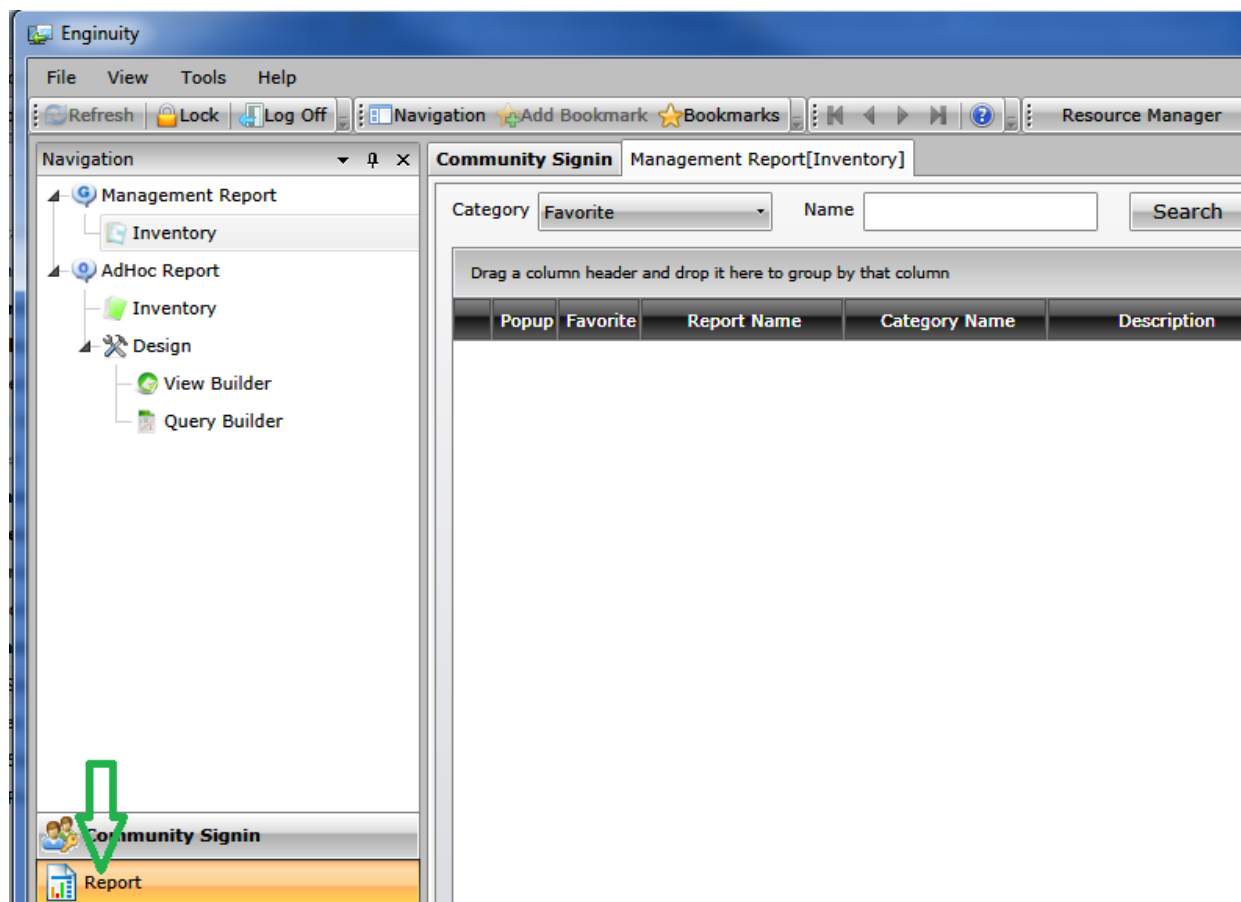 Enginuity
File View Tools Help
Refresh Lock Log Off Navigation Add Bookmark Bookmarks Resource Manager
Navigation
Management Report
Inventory
AdHoc Report
Inventory
Design
View Builder
Query Builder
Community Signin
Report
Community Signin Management Report[Inventory]
Category Favorite Name Search
Drag a column header and drop it here to group by that column
Popup Favorite Report Name Category Name Description